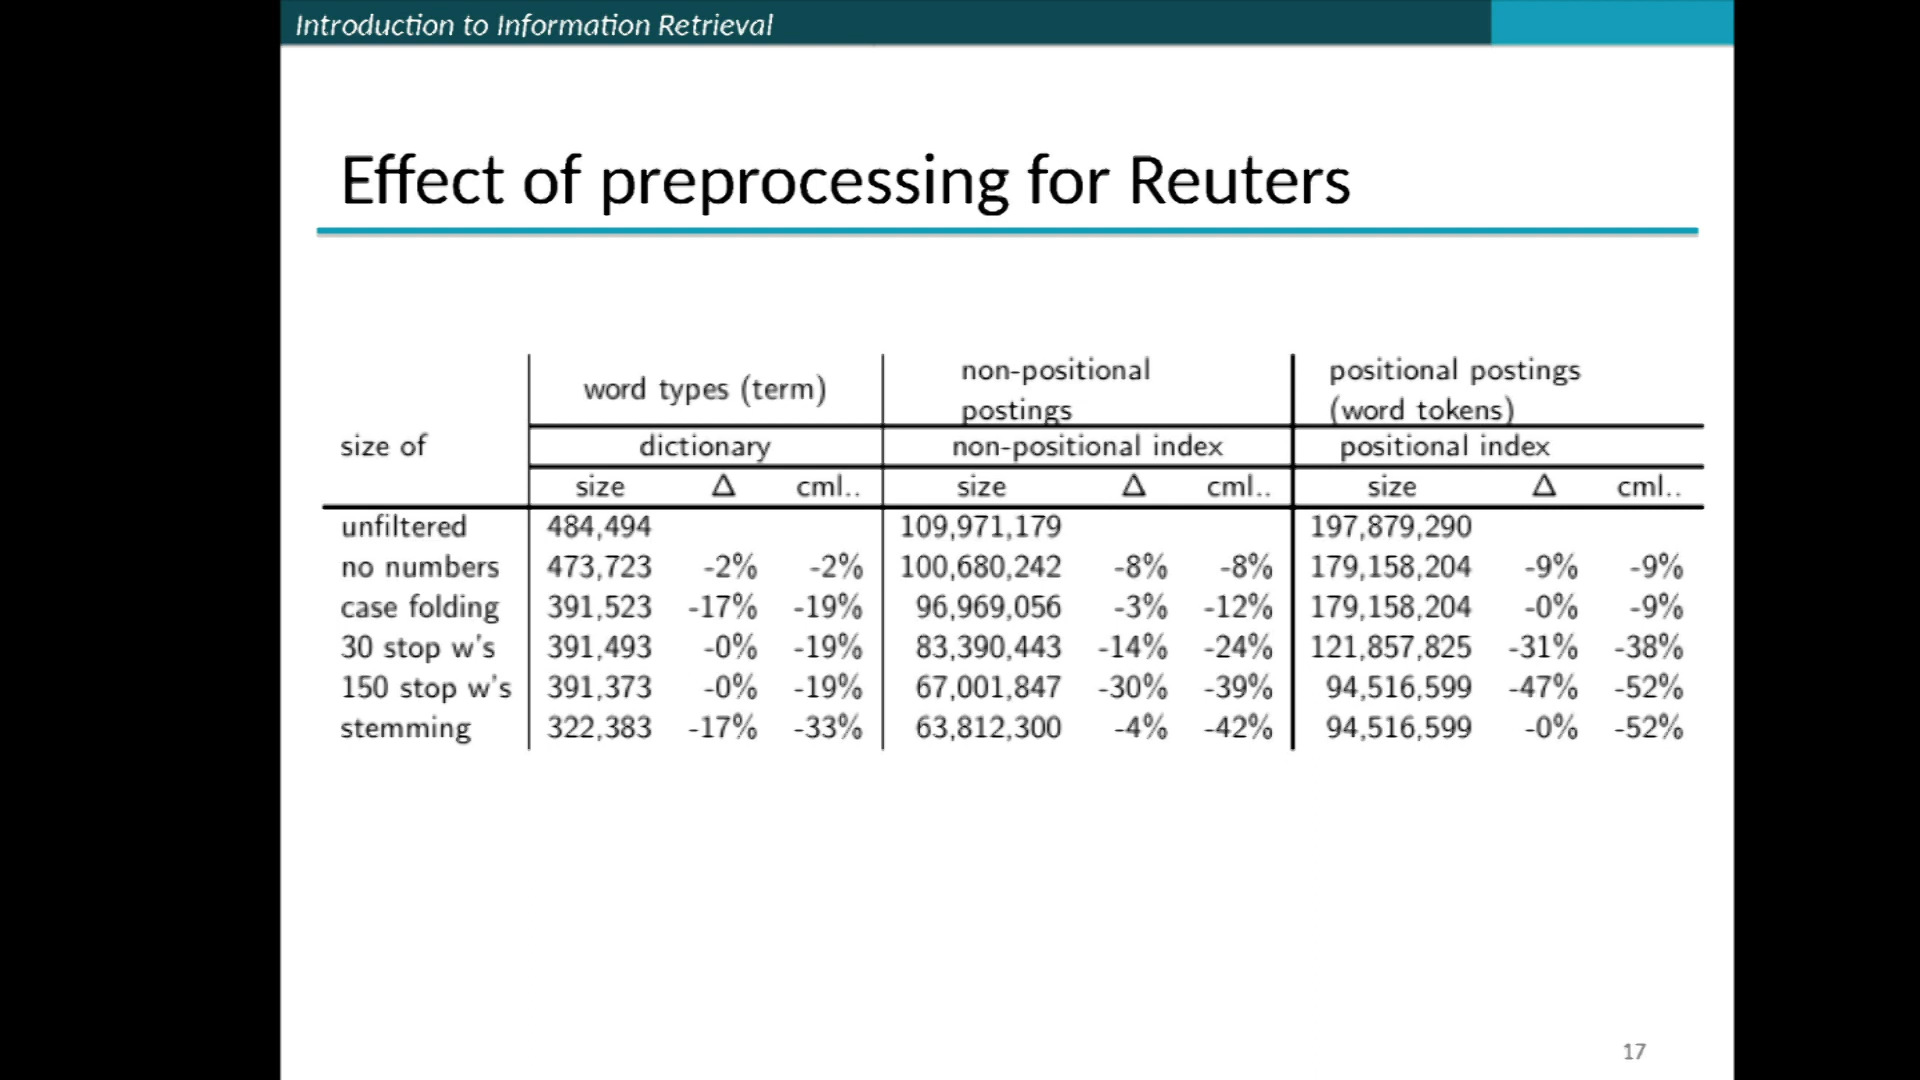 Introduction to Information Retrieval
Effect of preprocessing for Reuters
word types (term) non-positional postings positional postings (word tokens)
size of dictionary non-positional index positional index
size Δ cml.. size Δ cml.. size Δ cml..
unfiltered 484,494 109,971,179 197,879,290
no numbers 473,723 -2% -2% 100,680,242 -8% -8% 179,158,204 -9% -9%
case folding 391,523 -17% -19% 96,969,056 -3% -12% 179,158,204 -0% -9%
30 stop w's 391,493 -0% -19% 83,390,443 -14% -24% 121,857,825 -31% -38%
150 stop w's 391,373 -0% -19% 67,001,847 -30% -39% 94,516,599 -47% -52%
stemming 322,383 -17% -33% 63,812,300 -4% -42% 94,516,599 -0% -52%
17